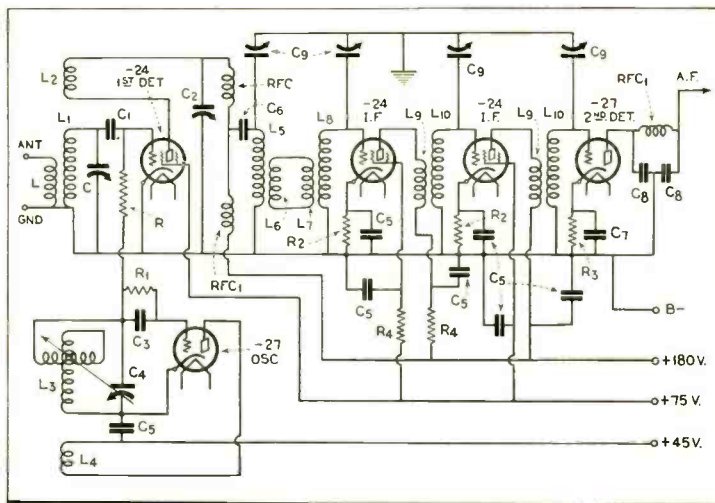 L2
-24
1ST DET.
C2
RFC
C6
C9
C9
C9
L1
C1
L5
L8
-24
I.F.
L9
L10
-24
I.F.
L9
L10
-27
2ND. DET.
RFC1
A.F.
ANT
L
C
GND
R
L6
L7
R2
C5
R2
C8
C8
C7
RFC1
R3
R1
C5
C5
C5
B-
C3
-27
OSC
R4
R4
L3
C4
+180 V.
C5
+75 V.
L4
+45 V.